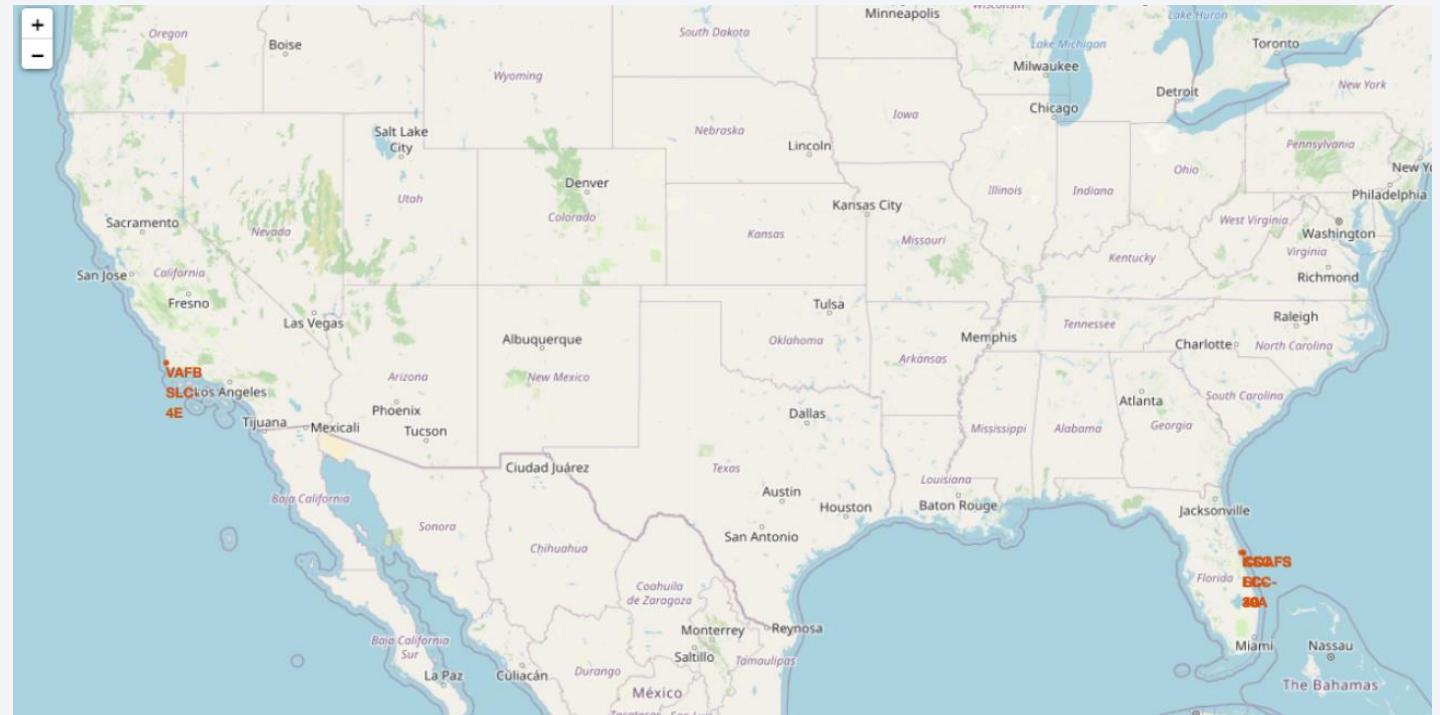 +
−
Oregon
Boise
South Dakota
Minneapolis
Lake Huron
Toronto
Wyoming
Lake Michigan
Milwaukee
Detroit
New York
Chicago
Iowa
Nebraska
Salt Lake
City
Lincoln
Pennsylvania
Ohio
Denver
Utah
Illinois
Indiana
Philadelphia
Colorado
Kansas City
Sacramento
Nevada
Kansas
Missouri
West Virginia
Washington
Virginia
Kentucky
San Jose
California
Richmond
Fresno
Las Vegas
Tulsa
Raleigh
Tennessee
Albuquerque
Oklahoma
Memphis
Charlotte
North Carolina
Arkansas
VAFB
SLC-
4E
Los Angeles
Arizona
New Mexico
South Carolina
Atlanta
Phoenix
Dallas
Tijuana
Mexicali
Tucson
Mississippi
Alabama
Georgia
Ciudad Juárez
Texas
Louisiana
Baja California
Austin
Houston
Baton Rouge
Jacksonville
Sonora
San Antonio
Chihuahua
Florida
Coahuila
de Zaragoza
Monterrey
Reynosa
Baja California
Sur
Saltillo
Tamaulipas
Miami
Nassau
La Paz
Culiacán
Durango
México
The Bahamas